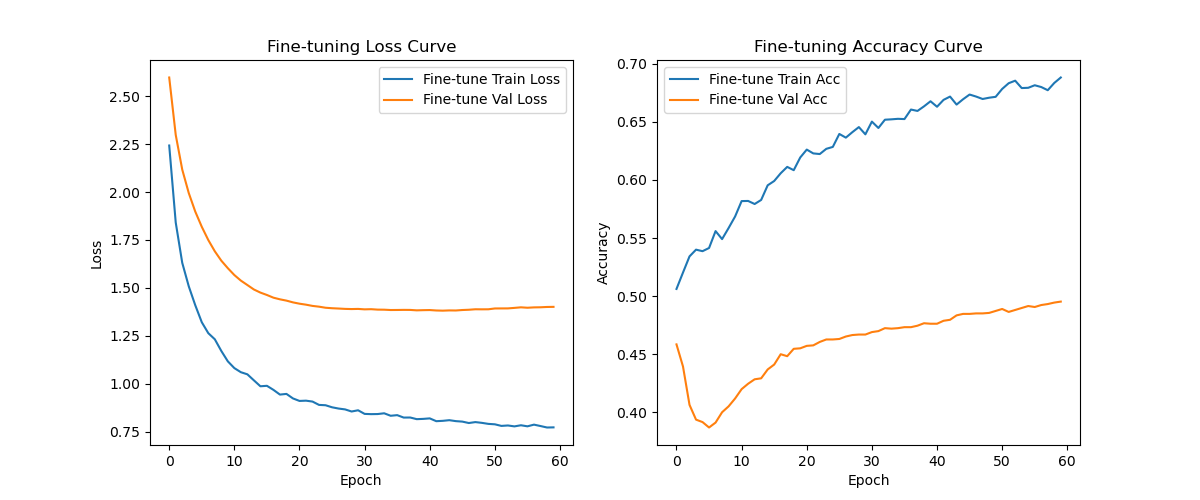 Fine-tuning Loss Curve
Fine-tune Train Loss
Fine-tune Val Loss
2.50
2.25
2.00
1.75
1.50
1.25
1.00
0.75
Loss
0 10 20 30 40 50 60
Epoch
Fine-tuning Accuracy Curve
Fine-tune Train Acc
Fine-tune Val Acc
0.70
0.65
0.60
0.55
0.50
0.45
0.40
Accuracy
0 10 20 30 40 50 60
Epoch